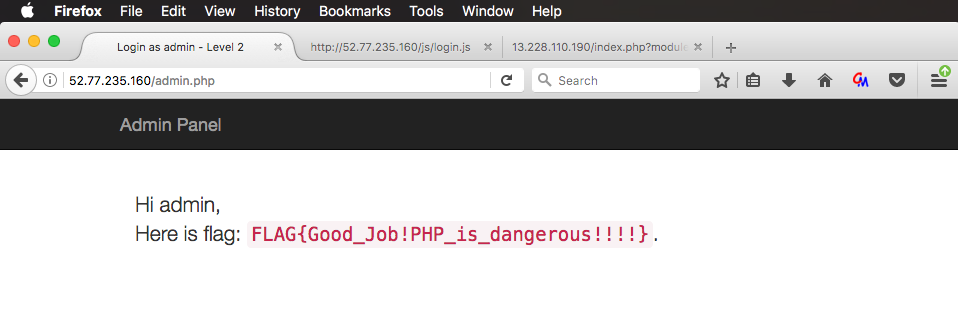 Firefox File Edit View History Bookmarks Tools Window Help
Login as admin - Level 2
http://52.77.235.160/js/login.js
13.228.110.190/index.php?module
52.77.235.160/admin.php
Search
Admin Panel
Hi admin,
Here is flag: FLAG{Good_Job!PHP_is_dangerous!!!!}.